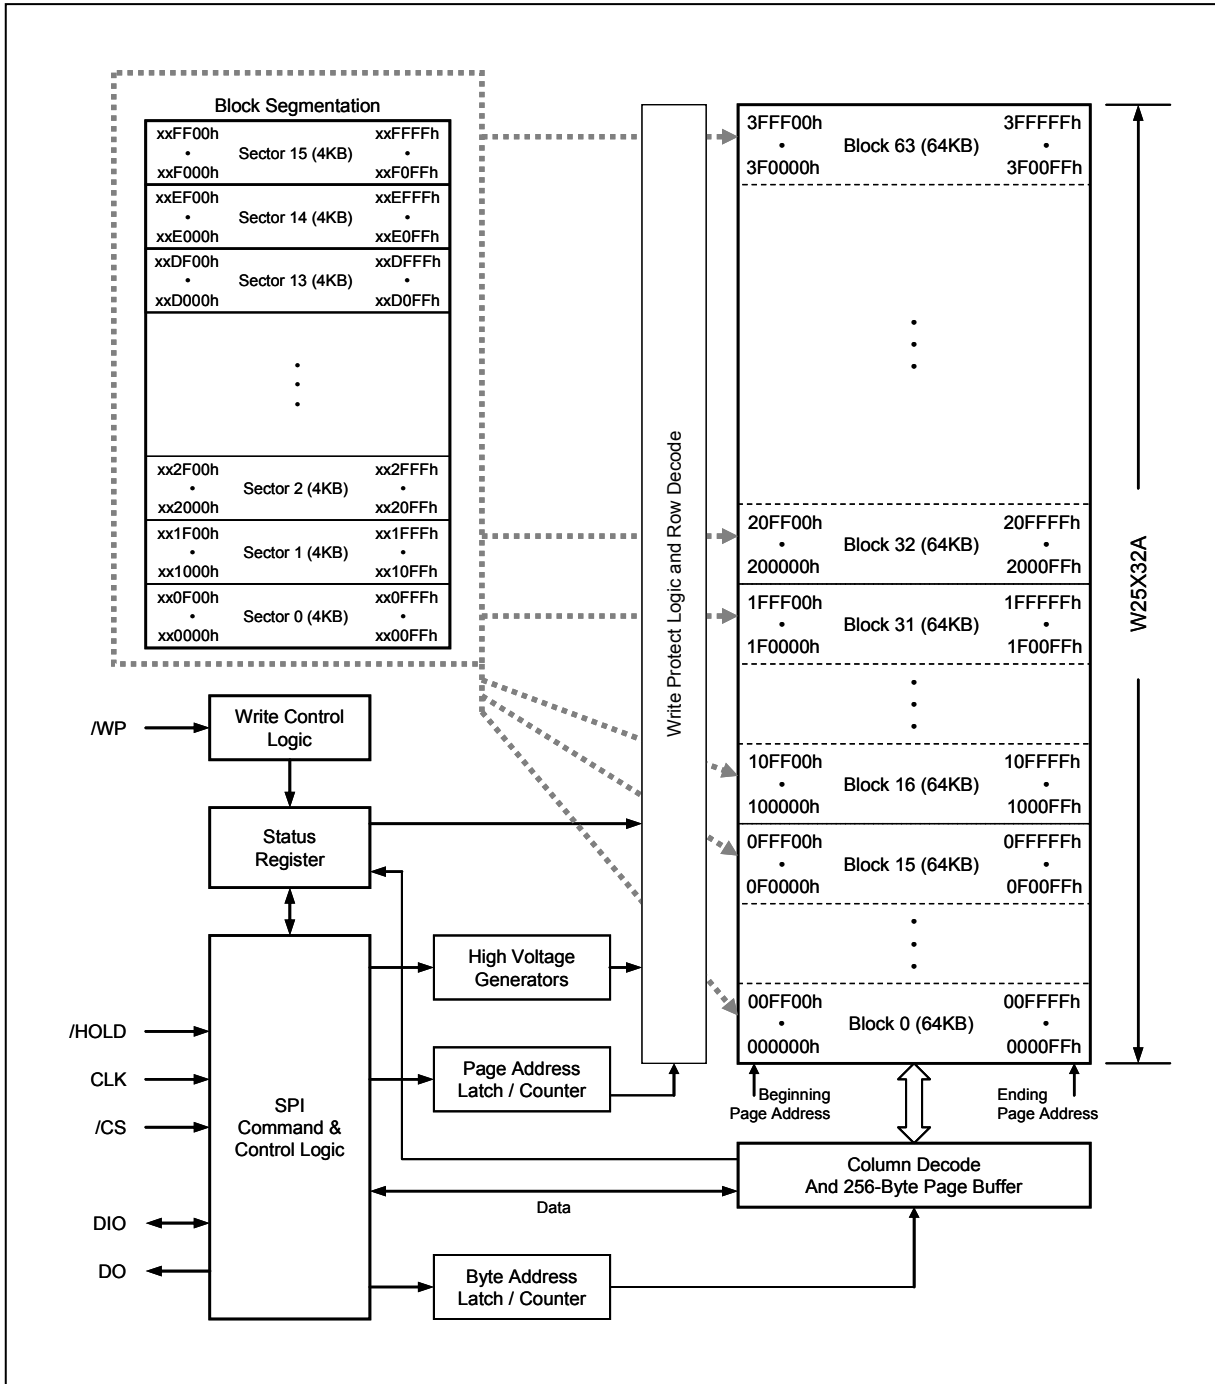 Block Segmentation
xxFF00h xxFFFFh
• Sector 15 (4KB) •
xxF000h xxF0FFh
xxEF00h xxEFFFh
• Sector 14 (4KB) •
xxE000h xxE0FFh
xxDF00h xxDFFFh
• Sector 13 (4KB) •
xxD000h xxD0FFh
xx2F00h xx2FFFh
• Sector 2 (4KB) •
xx2000h xx20FFh
xx1F00h xx1FFFh
• Sector 1 (4KB) •
xx1000h xx10FFh
xx0F00h xx0FFFh
• Sector 0 (4KB) •
xx0000h xx00FFh
Write Protect Logic and Row Decode
3FFF00h 3FFFFFh
• Block 63 (64KB) •
3F0000h 3F00FFh
20FF00h 20FFFFh
• Block 32 (64KB) •
200000h 2000FFh
1FFF00h 1FFFFFh
• Block 31 (64KB) •
1F0000h 1F00FFh
10FF00h 10FFFFh
• Block 16 (64KB) •
100000h 1000FFh
0FFF00h 0FFFFFh
• Block 15 (64KB) •
0F0000h 0F00FFh
00FF00h 00FFFFh
• Block 0 (64KB) •
000000h 0000FFh
W25X32A
Beginning
Page Address
Ending
Page Address
/WP
Write Control
Logic
Status
Register
High Voltage
Generators
/HOLD
CLK
/CS
DIO
DO
SPI
Command &
Control Logic
Page Address
Latch / Counter
Column Decode
And 256-Byte Page Buffer
Data
Byte Address
Latch / Counter